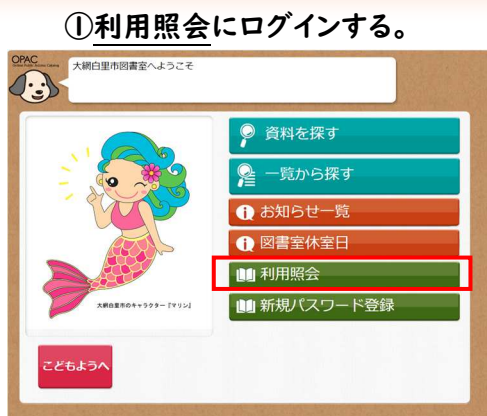 ①利用照会にログインする。
OPAC
大網白里市図書室へようこそ
資料を探す
一覧から探す
お知らせ一覧
図書室休室日
利用照会
新規パスワード登録
大網白里市のキャラクター『マリン』
こどもようへ